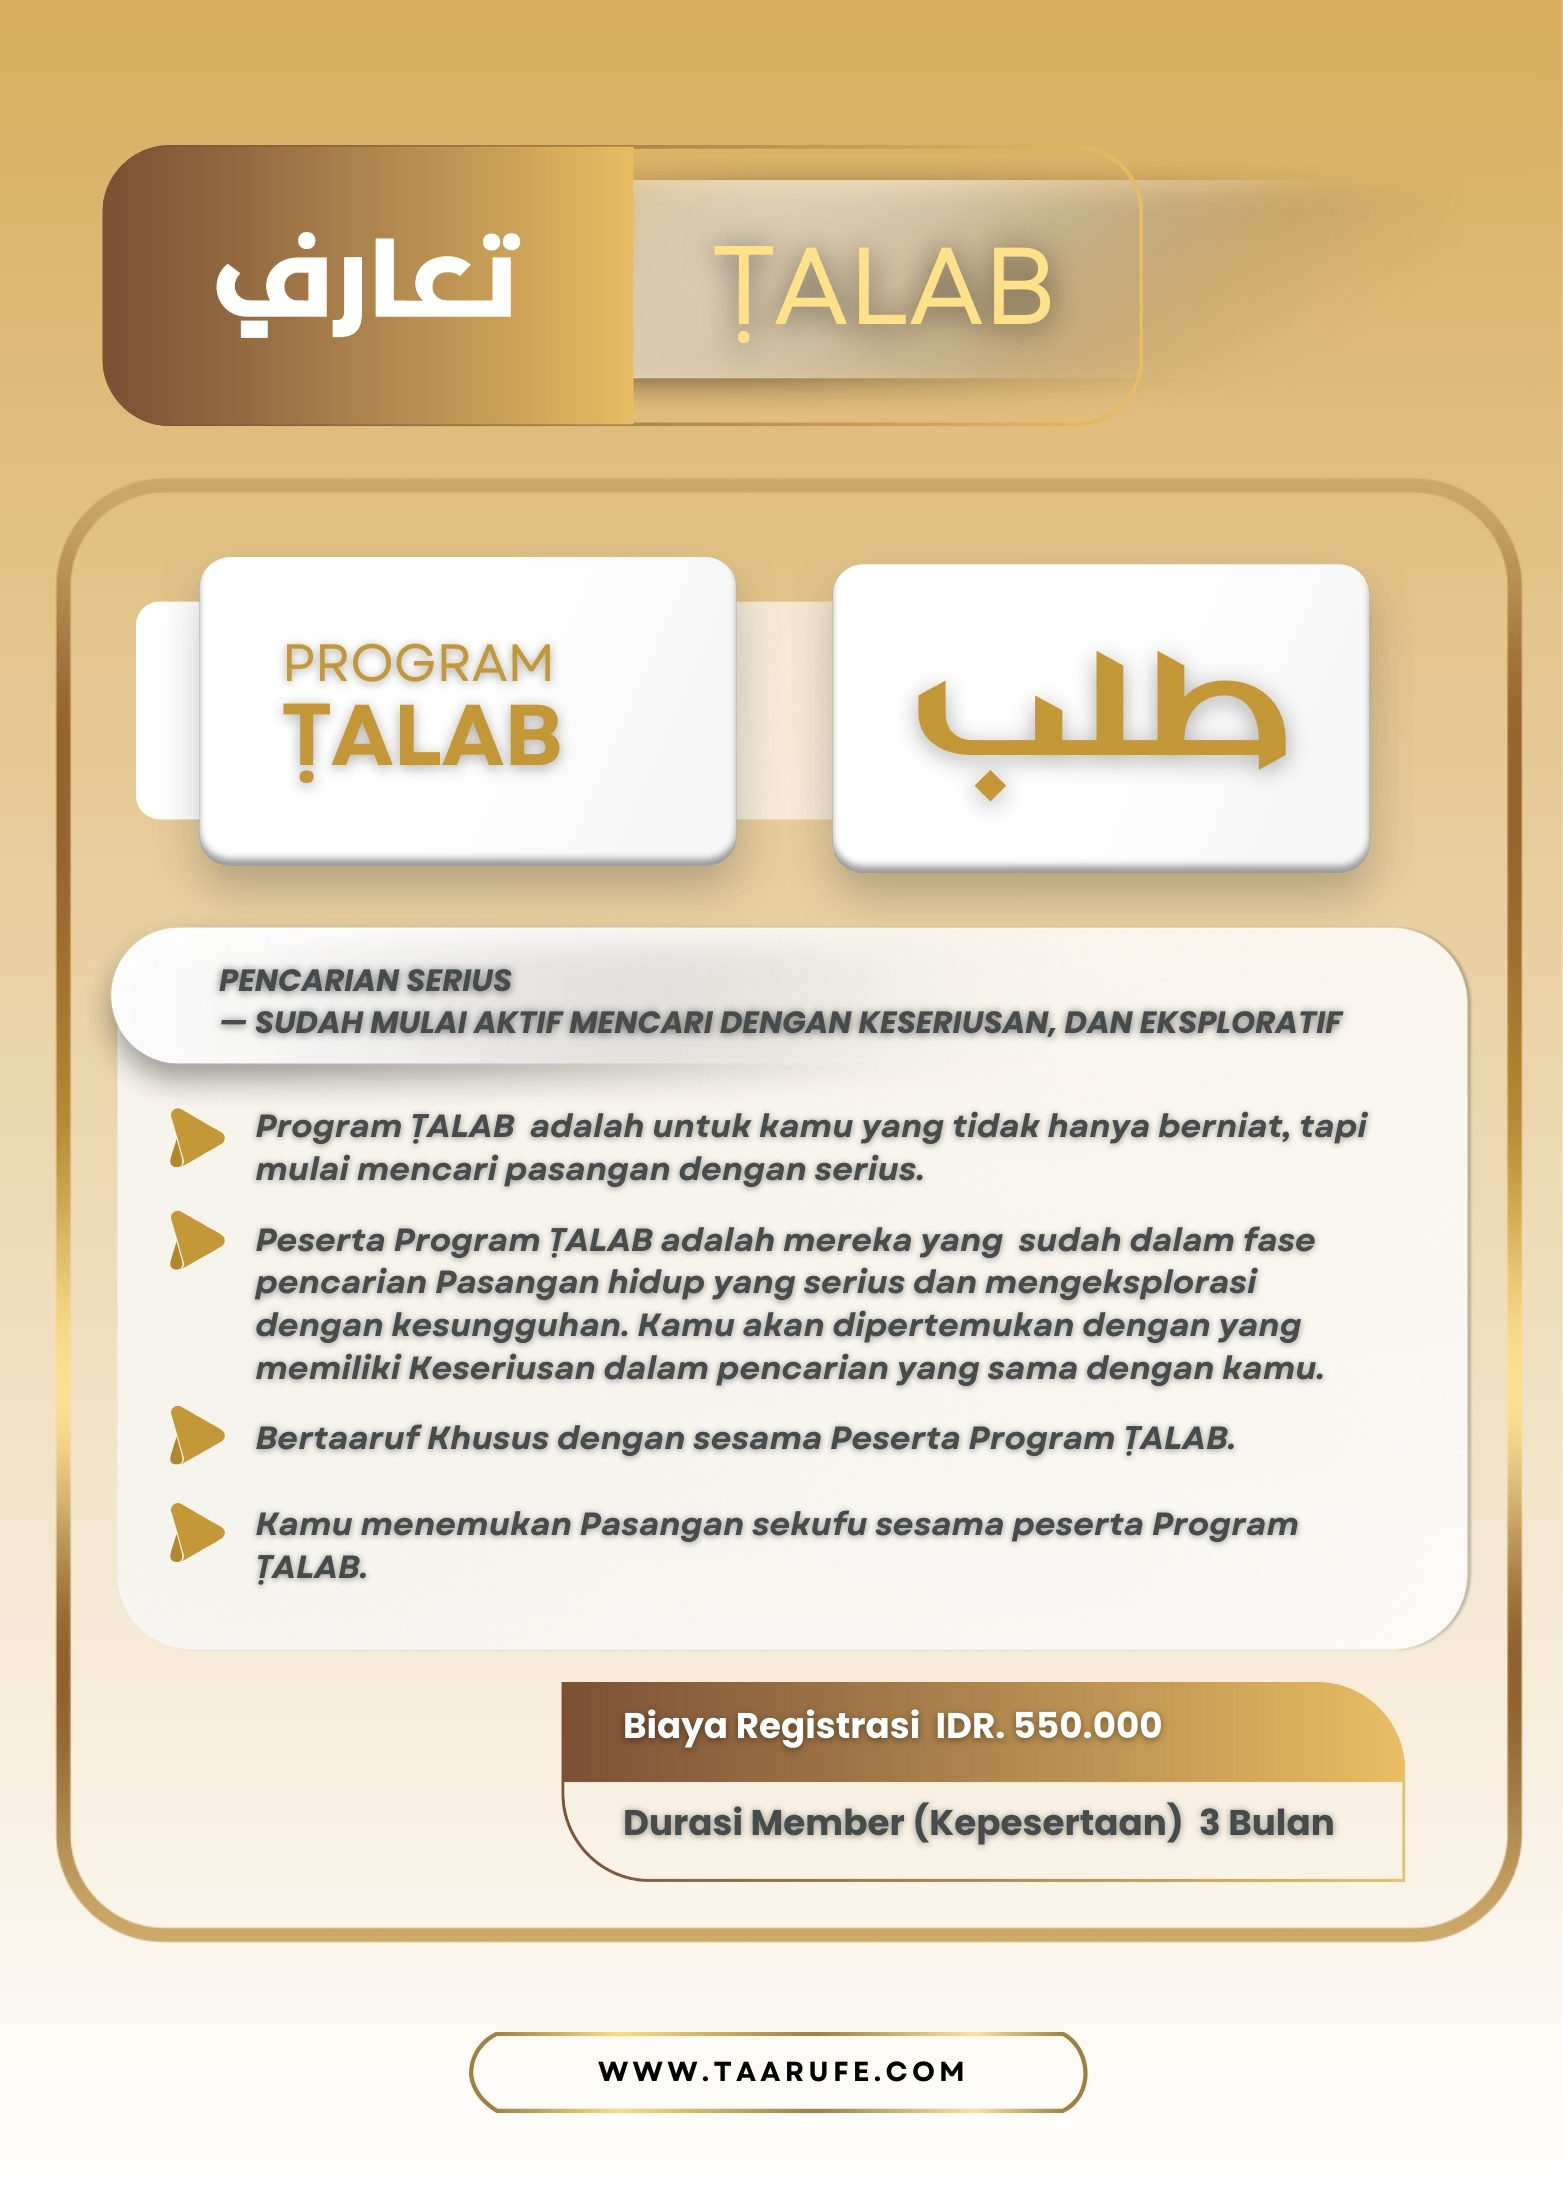 تعارفي
ṬALAB
PROGRAM
ṬALAB
طلب
PENCARIAN SERIUS
— SUDAH MULAI AKTIF MENCARI DENGAN KESERIUSAN, DAN EKSPLORATIF
Program ṬALAB adalah untuk kamu yang tidak hanya berniat, tapi
mulai mencari pasangan dengan serius.
Peserta Program ṬALAB adalah mereka yang sudah dalam fase
pencarian Pasangan hidup yang serius dan mengeksplorasi
dengan kesungguhan. Kamu akan dipertemukan dengan yang
memiliki Keseriusan dalam pencarian yang sama dengan kamu.
Bertaaruf Khusus dengan sesama Peserta Program ṬALAB.
Kamu menemukan Pasangan sekufu sesama peserta Program
ṬALAB.
Biaya Registrasi IDR. 550.000
Durasi Member (Kepesertaan) 3 Bulan
WWW.TAARUFE.COM